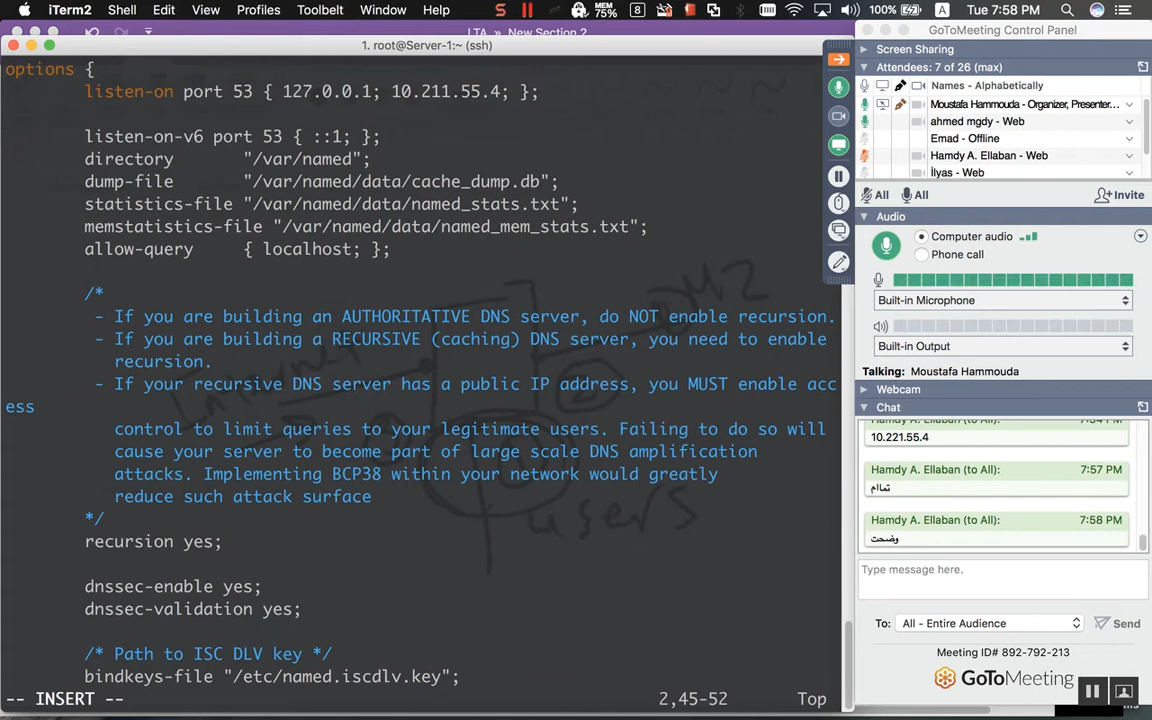 iTerm2 Shell Edit View Profiles Toolbelt Window Help MEM 75% 8 100% A Tue 7:58 PM
LTA » New Section 2
GoToMeeting Control Panel
1. root@Server-1:~ (ssh)
options {
listen-on port 53 { 127.0.0.1; 10.211.55.4; };
listen-on-v6 port 53 { ::1; };
directory "/var/named";
dump-file "/var/named/data/cache_dump.db";
statistics-file "/var/named/data/named_stats.txt";
memstatistics-file "/var/named/data/named_mem_stats.txt";
allow-query { localhost; };
/*
- If you are building an AUTHORITATIVE DNS server, do NOT enable recursion.
- If you are building a RECURSIVE (caching) DNS server, you need to enable
recursion.
- If your recursive DNS server has a public IP address, you MUST enable acc
ess
control to limit queries to your legitimate users. Failing to do so will
cause your server to become part of large scale DNS amplification
attacks. Implementing BCP38 within your network would greatly
reduce such attack surface
*/
recursion yes;
dnssec-enable yes;
dnssec-validation yes;
/* Path to ISC DLV key */
bindkeys-file "/etc/named.iscdlv.key";
-- INSERT -- 2,45-52 Top
DMZ
Internet
users
Screen Sharing
Attendees: 7 of 26 (max)
Names - Alphabetically
Moustafa Hammouda - Organizer, Presenter...
ahmed mgdy - Web
Emad - Offline
Hamdy A. Ellaban - Web
İlyas - Web
All All Invite
Audio
Computer audio
Phone call
Built-in Microphone
Built-in Output
Talking: Moustafa Hammouda
Webcam
Chat
10.221.55.4
Hamdy A. Ellaban (to All): 7:57 PM
تماام
Hamdy A. Ellaban (to All): 7:58 PM
وضحت
Type message here.
To: All - Entire Audience Send
Meeting ID# 892-792-213
GoToMeeting